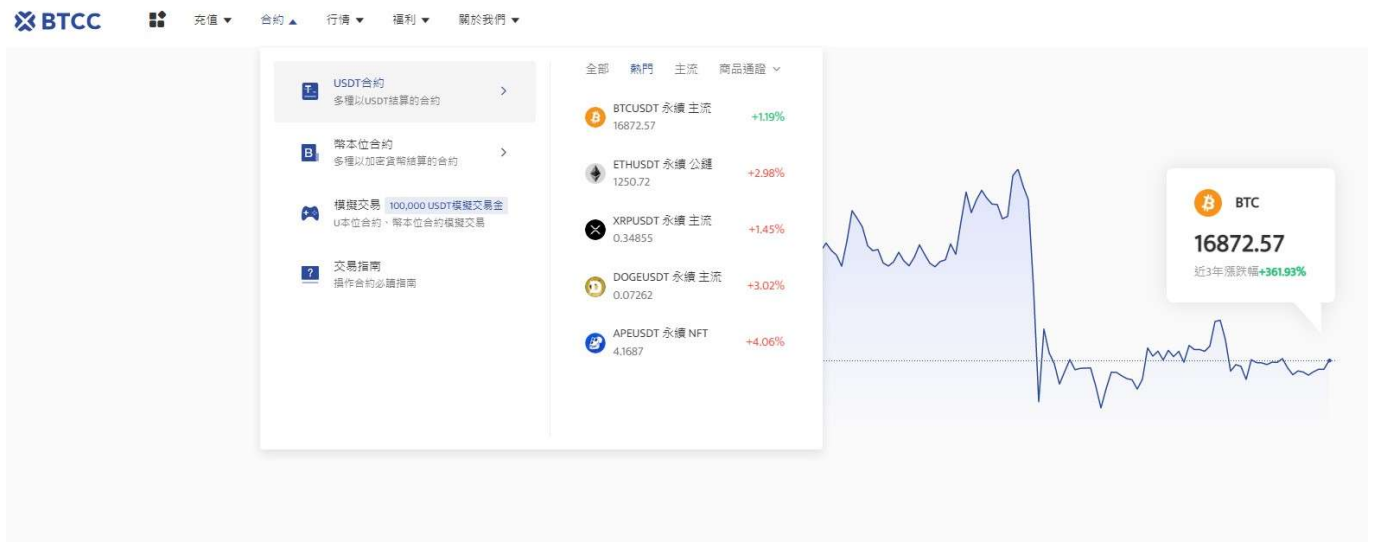 BTCC
充值 ▼
合約 ▲
行情 ▼
福利 ▼
關於我們 ▼
USDT合約
多種以USDT結算的合約
幣本位合約
多種以加密貨幣結算的合約
模擬交易 100,000 USDT模擬交易金
U本位合約、幣本位合約模擬交易
交易指南
操作合約必讀指南
全部 熱門 主流 商品通證
BTCUSDT 永續 主流
16872.57
+1.19%
ETHUSDT 永續 公鏈
1250.72
+2.98%
XRPUSDT 永續 主流
0.34855
+1.45%
DOGEUSDT 永續 主流
0.07262
+3.02%
APEUSDT 永續 NFT
4.1687
+4.06%
BTC
16872.57
近3年漲跌幅+361.93%